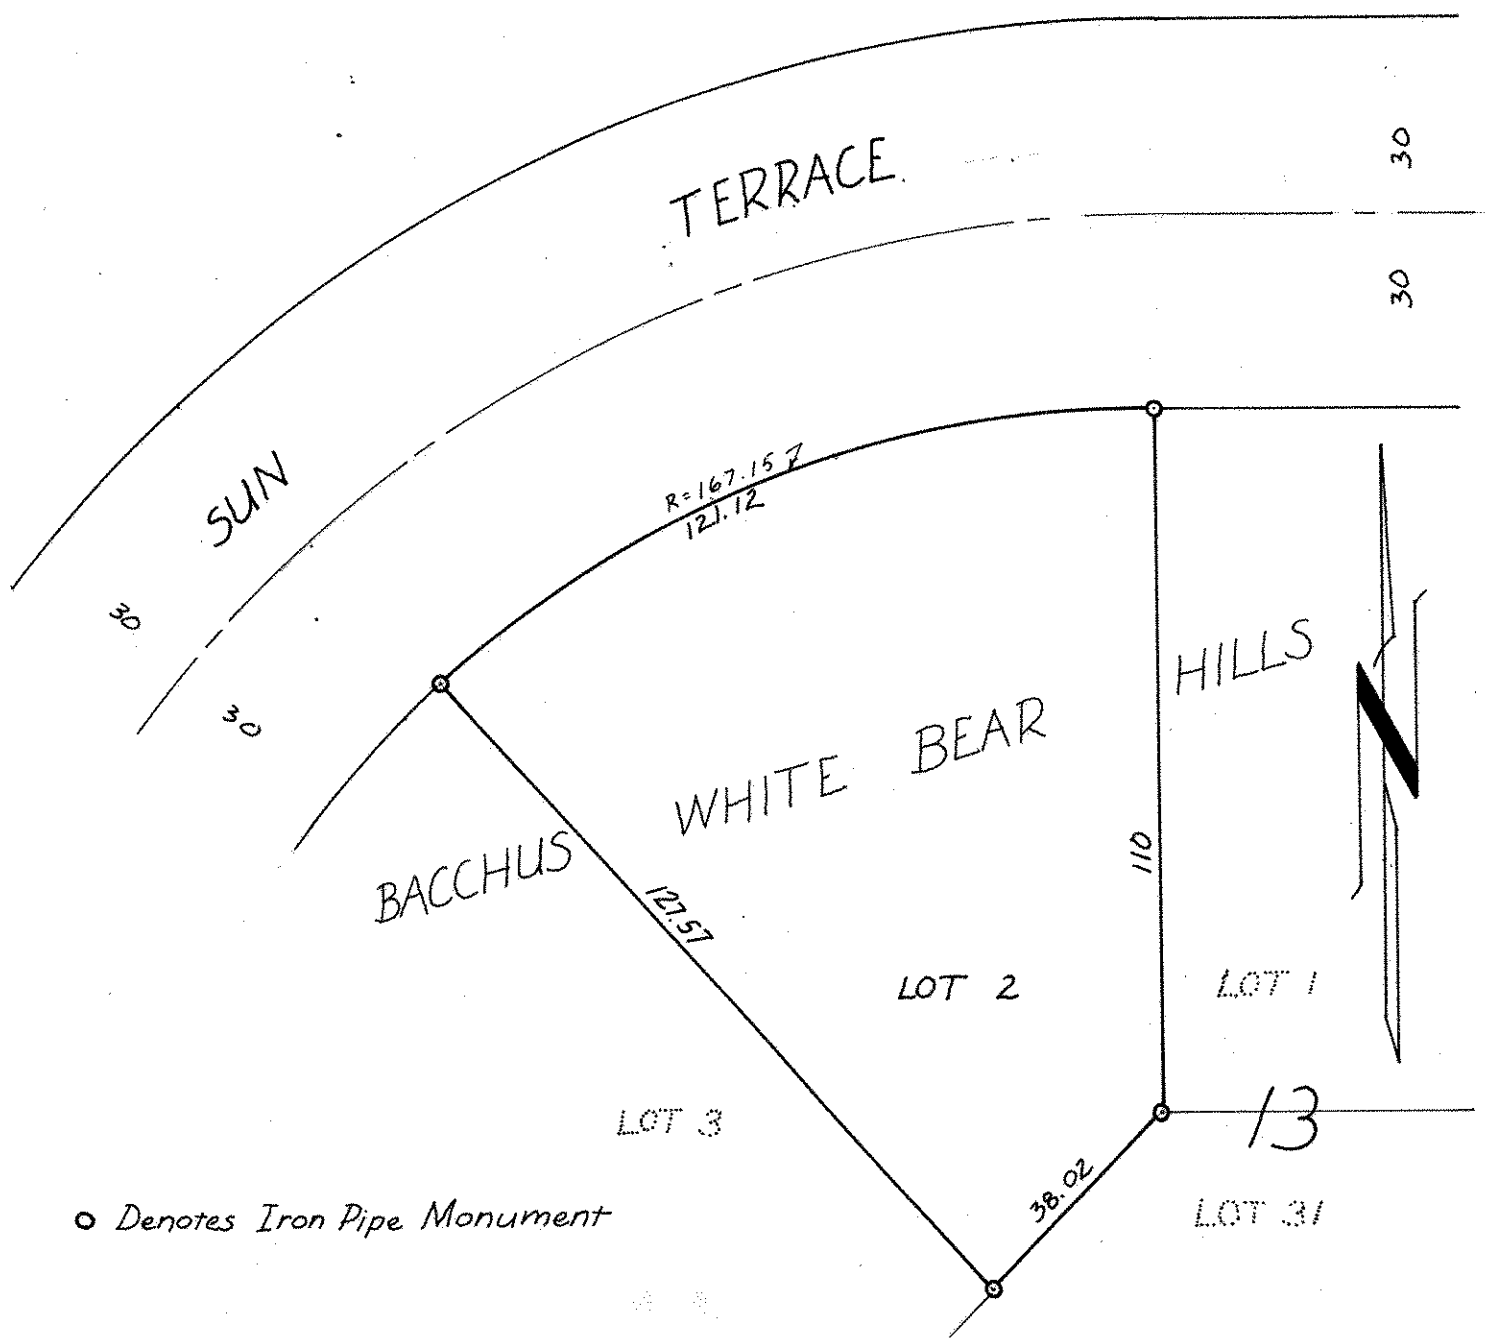 SUN TERRACE
30
30
30
30
R=167.157
121.12
BACCHUS WHITE BEAR HILLS
N
127.57
110
LOT 2
LOT 1
LOT 3
13
38.02
LOT 31
Denotes Iron Pipe Monument